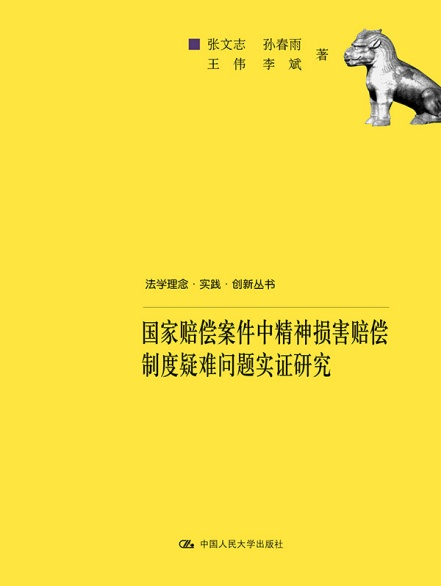 张文志 孙春雨
王伟 李斌 著
法学理念·实践·创新丛书
国家赔偿案件中精神损害赔偿
制度疑难问题实证研究
中国人民大学出版社